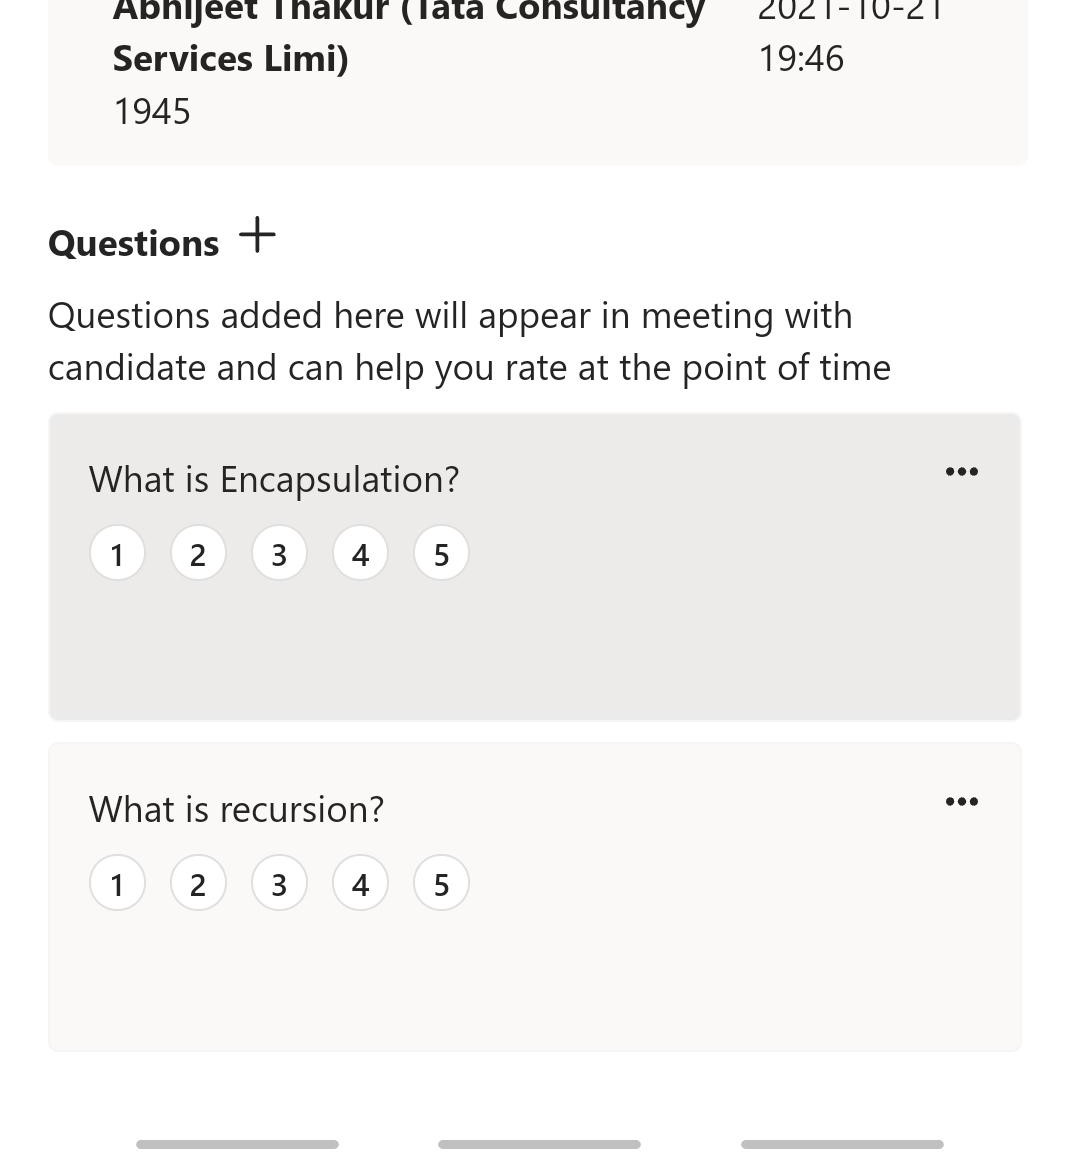 Abhijeet Thakur (Tata Consultancy
Services Limi)
2021-10-21
19:46
1945
Questions +
Questions added here will appear in meeting with
candidate and can help you rate at the point of time
What is Encapsulation?
1 2 3 4 5
What is recursion?
1 2 3 4 5